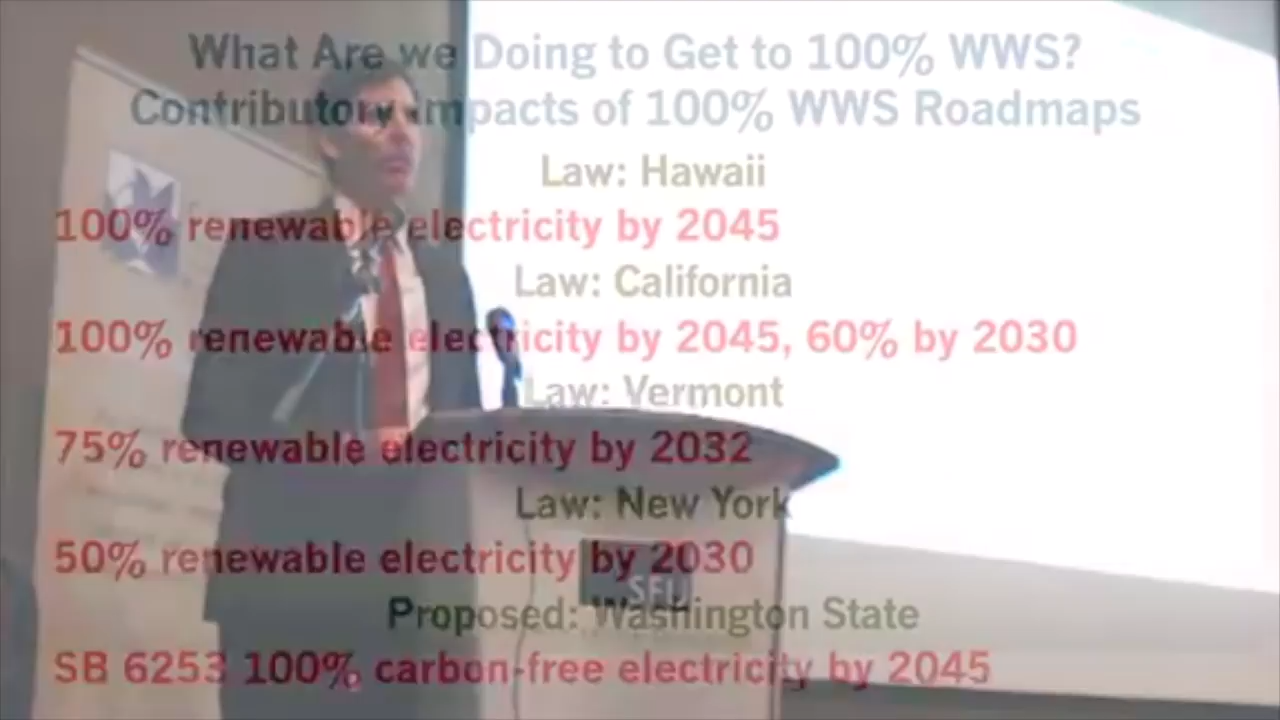 What Are we Doing to Get to 100% WWS?
Contributory impacts of 100% WWS Roadmaps
Law: Hawaii
100% renewable electricity by 2045
Law: California
100% renewable electricity by 2045, 60% by 2030
Law: Vermont
75% renewable electricity by 2032
Law: New York
50% renewable electricity by 2030
SFU
Proposed: Washington State
SB 6253 100% carbon-free electricity by 2045